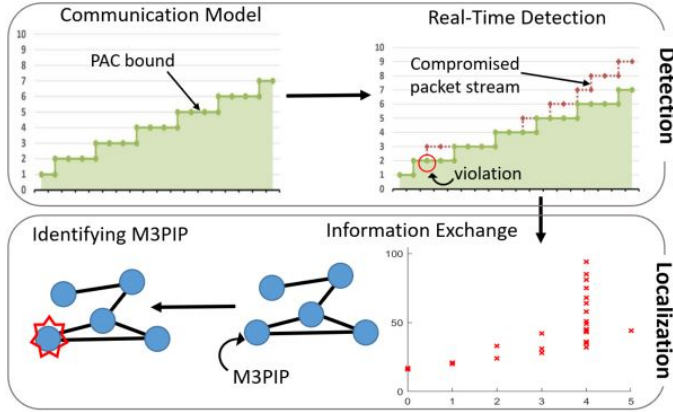 Communication Model
10
9
8
7
6
5
4
3
2
1
0
PAC bound
Real-Time Detection
10
9
8
7
6
5
4
3
2
1
0
Compromised
packet stream
violation
Detection
Identifying M3PIP
M3PIP
Information Exchange
100
50
0
0 1 2 3 4 5
Localization